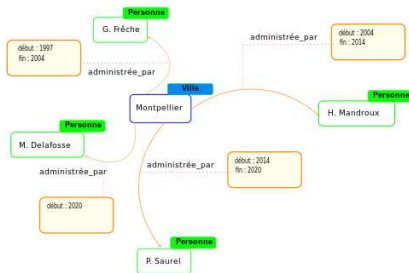 Personne
G. Frêche
début : 1997
fin : 2004
administrée_par
début : 2004
fin : 2014
administrée_par
Ville
Montpellier
Personne
H. Mandroux
Personne
M. Delafosse
administrée_par
début : 2020
administrée_par
début : 2014
fin : 2020
Personne
P. Saurel